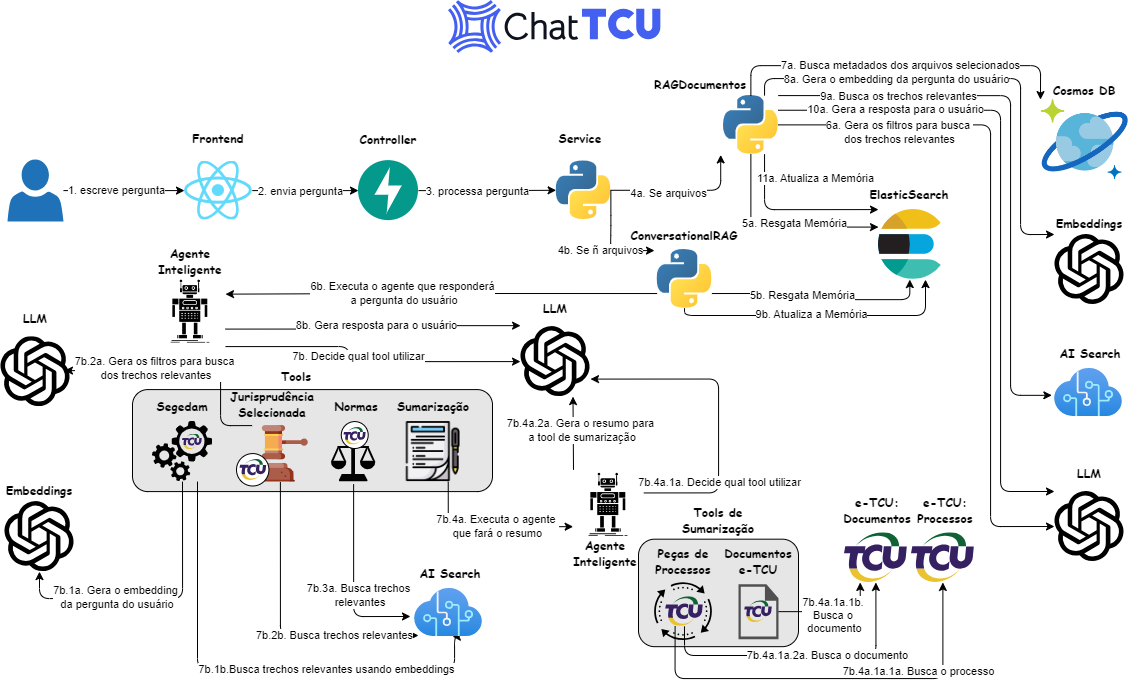 Chat TCU
7a. Busca metadados dos arquivos selecionados
8a. Gera o embedding da pergunta do usuário
RAGDocumentos
9a. Busca os trechos relevantes
Cosmos DB
10a. Gera a resposta para o usuário
6a. Gera os filtros para busca
dos trechos relevantes
Frontend
Controller
Service
11a. Atualiza a Memória
1. escreve pergunta
2. envia pergunta
3. processa pergunta
4a. Se arquivos
ElasticSearch
5a. Resgata Memória
Embeddings
ConversationalRAG
4b. Se ñ arquivos
Agente
Inteligente
6b. Executa o agente que responderá
a pergunta do usuário
5b. Resgata Memória
9b. Atualiza a Memória
LLM
LLM
8b. Gera resposta para o usuário
7b. Decide qual tool utilizar
AI Search
7b.2a. Gera os filtros para busca
dos trechos relevantes
Tools
Segedam
Jurisprudência
Selecionada
Normas
Sumarização
TCU
TCU
TCU
7b.4a.2a. Gera o resumo para
a tool de sumarização
LLM
7b.4a.1a. Decide qual tool utilizar
Embeddings
7b.4a. Executa o agente
que fará o resumo
Agente
Inteligente
Tools de
Sumarização
e-TCU:
Documentos
e-TCU:
Processos
TCU
TCU
Peças de
Processos
Documentos
e-TCU
TCU
TCU
7b.1a. Gera o embedding
da pergunta do usuário
7b.3a. Busca trechos
relevantes
AI Search
7b.4a.1a.1b.
Busca o
documento
7b.2b. Busca trechos relevantes
7b.4a.1a.2a. Busca o documento
7b.1b.Busca trechos relevantes usando embeddings
7b.4a.1a.1a. Busca o processo